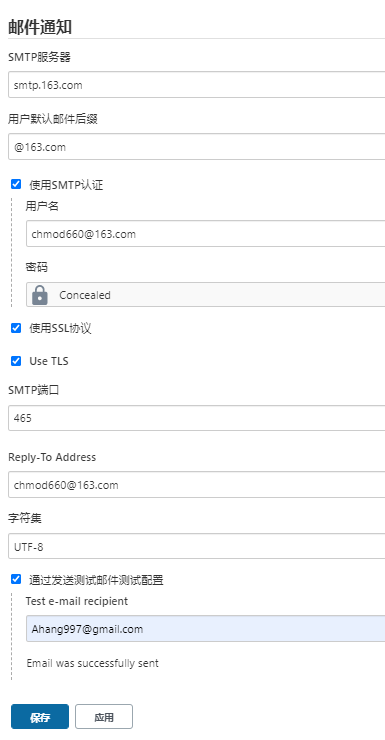 邮件通知
SMTP服务器
smtp.163.com
用户默认邮件后缀
@163.com
使用SMTP认证
用户名
chmod660@163.com
密码
Concealed
使用SSL协议
Use TLS
SMTP端口
465
Reply-To Address
chmod660@163.com
字符集
UTF-8
通过发送测试邮件测试配置
Test e-mail recipient
Ahang997@gmail.com
Email was successfully sent
保存 应用